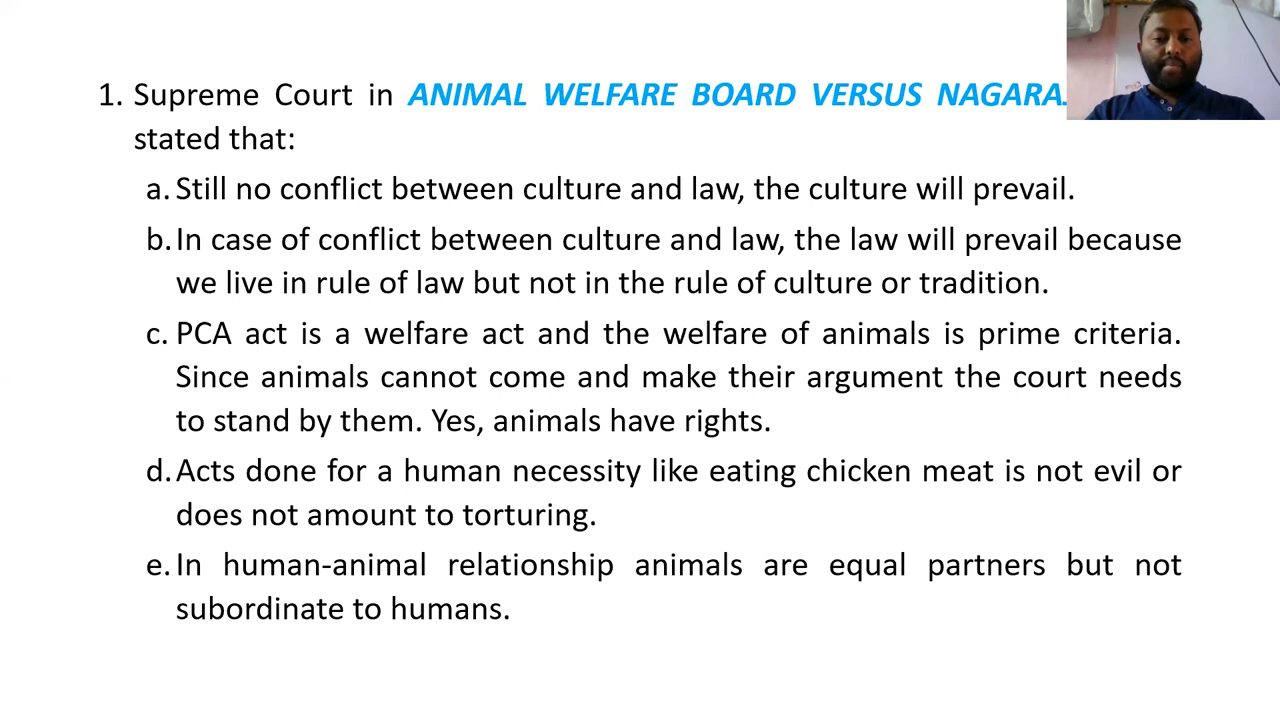 1. Supreme Court in ANIMAL WELFARE BOARD VERSUS
stated that:
a. Still no conflict between culture and law, the culture will prevail.
b. In case of conflict between culture and law, the law will prevail because
we live in rule of law but not in the rule of culture or tradition.
c. PCA act is a welfare act and the welfare of animals is prime criteria.
Since animals cannot come and make their argument the court needs
to stand by them. Yes, animals have rights.
d. Acts done for a human necessity like eating chicken meat is not evil or
does not amount to torturing.
e. In human-animal relationship animals are equal partners but not
subordinate to humans.